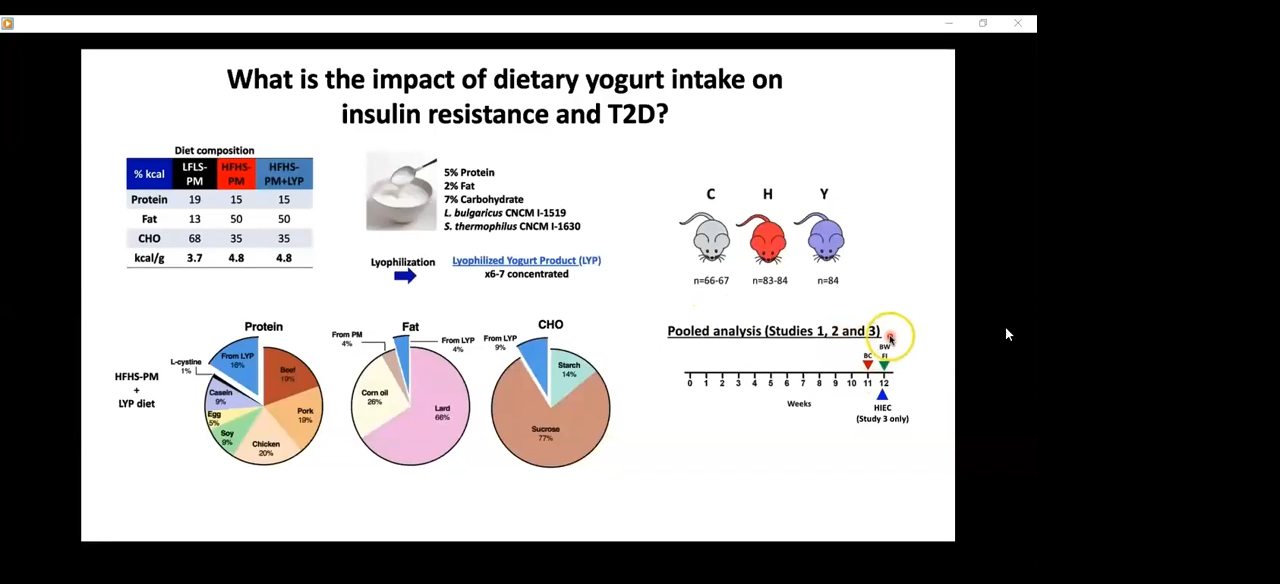 What is the impact of dietary yogurt intake on
insulin resistance and T2D?
Diet composition
% kcal
LFLS-
PM
HFHS-
PM
HFHS-
PM+LYP
Protein 19 15 15
Fat 13 50 50
CHO 68 35 35
kcal/g 3.7 4.8 4.8
5% Protein
2% Fat
7% Carbohydrate
L. bulgaricus CNCM I-1519
S. thermophilus CNCM I-1630
Lyophilization
Lyophilized Yogurt Product (LYP)
x6-7 concentrated
C H Y
n=66-67 n=83-84 n=84
HFHS-PM
+
LYP diet
Protein
From LYP
16%
L-cystine
1%
Casein
9%
Egg
5%
Soy
9%
Chicken
20%
Pork
19%
Beef
19%
Fat
From PM
4%
From LYP
4%
Corn oil
26%
Lard
66%
CHO
From LYP
9%
Starch
14%
Sucrose
77%
Pooled analysis (Studies 1, 2 and 3)
BW
BC FI
0 1 2 3 4 5 6 7 8 9 10 11 12
Weeks
HIEC
(Study 3 only)